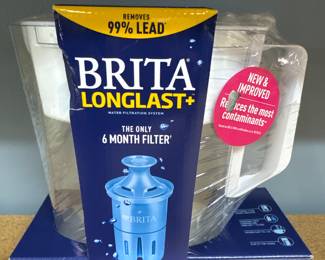 REMOVES
99% LEAD*
BRITA®
LONGLAST+
WATER FILTRATION SYSTEM
THE ONLY
6 MONTH FILTER†
BRITA
NEW &
IMPROVED
Reduces the most
contaminants~